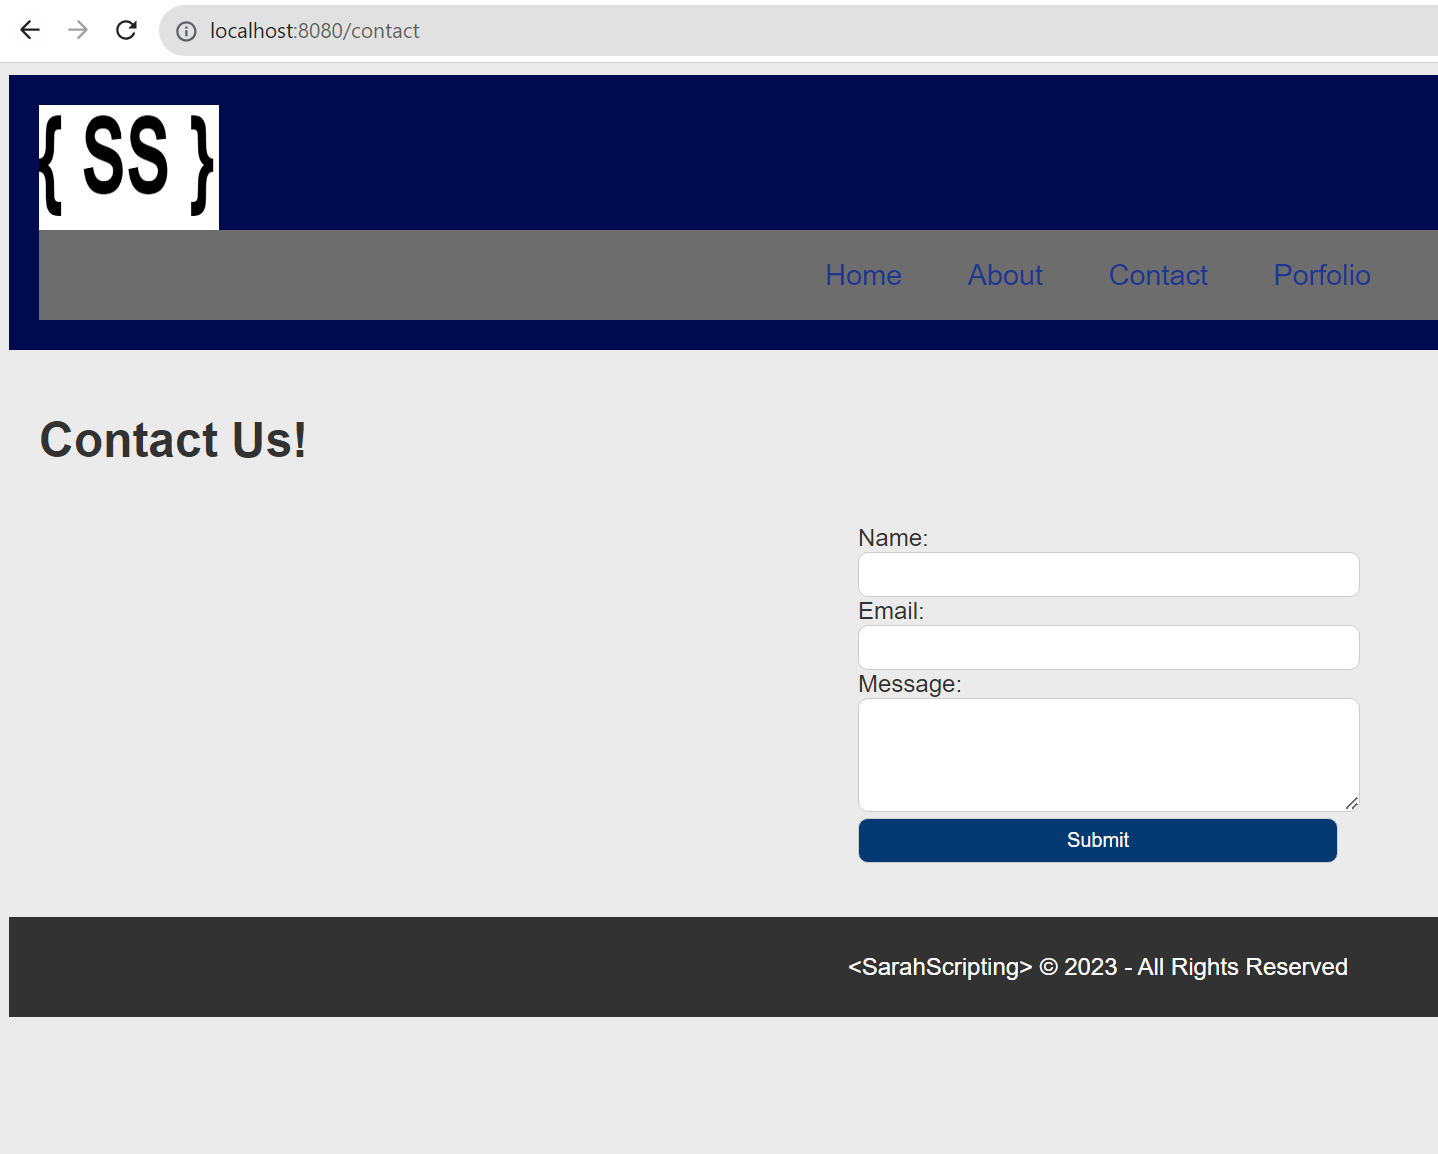 localhost:8080/contact
{ SS }
Home About Contact Porfolio
Contact Us!
Name:
Email:
Message:
Submit
<SarahScripting> © 2023 - All Rights Reserved